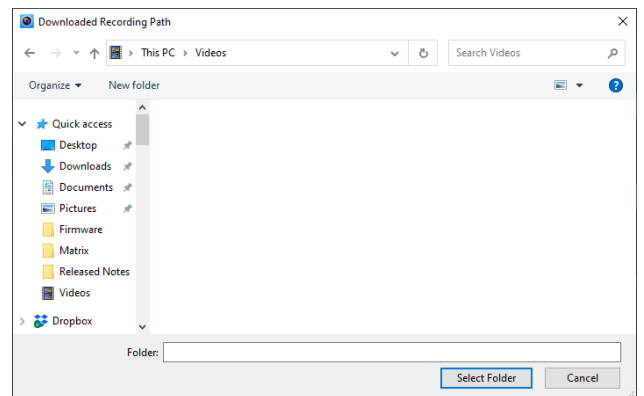 Downloaded Recording Path
This PC > Videos
Search Videos
Organize
New folder
?
Quick access
Desktop
Downloads
Documents
Pictures
Firmware
Matrix
Released Notes
Videos
Dropbox
Folder:
Select Folder
Cancel